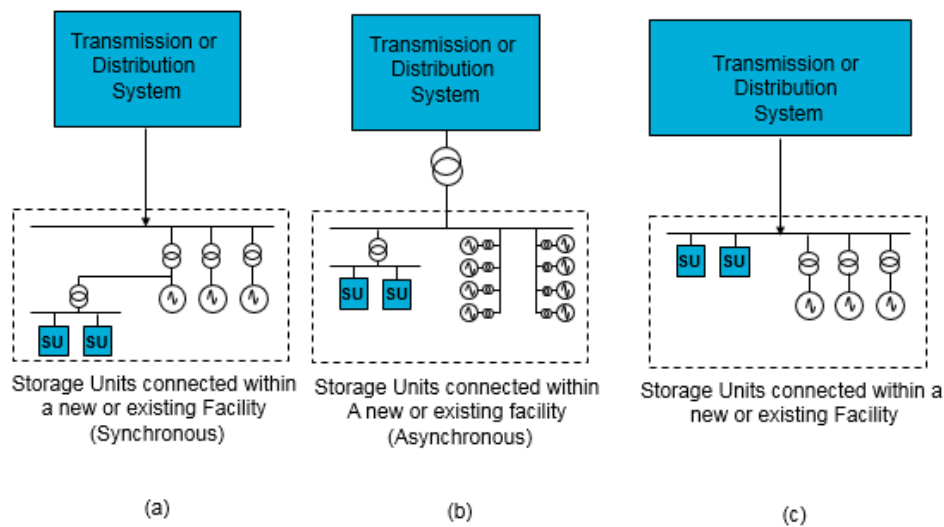 Transmission or
Distribution
System
Transmission or
Distribution
System
Transmission or
Distribution
System
SU SU
SU SU
SU SU
Storage Units connected within
a new or existing Facility
(Synchronous)
Storage Units connected within
A new or existing facility
(Asynchronous)
Storage Units connected within a
new or existing Facility
(a)
(b)
(c)